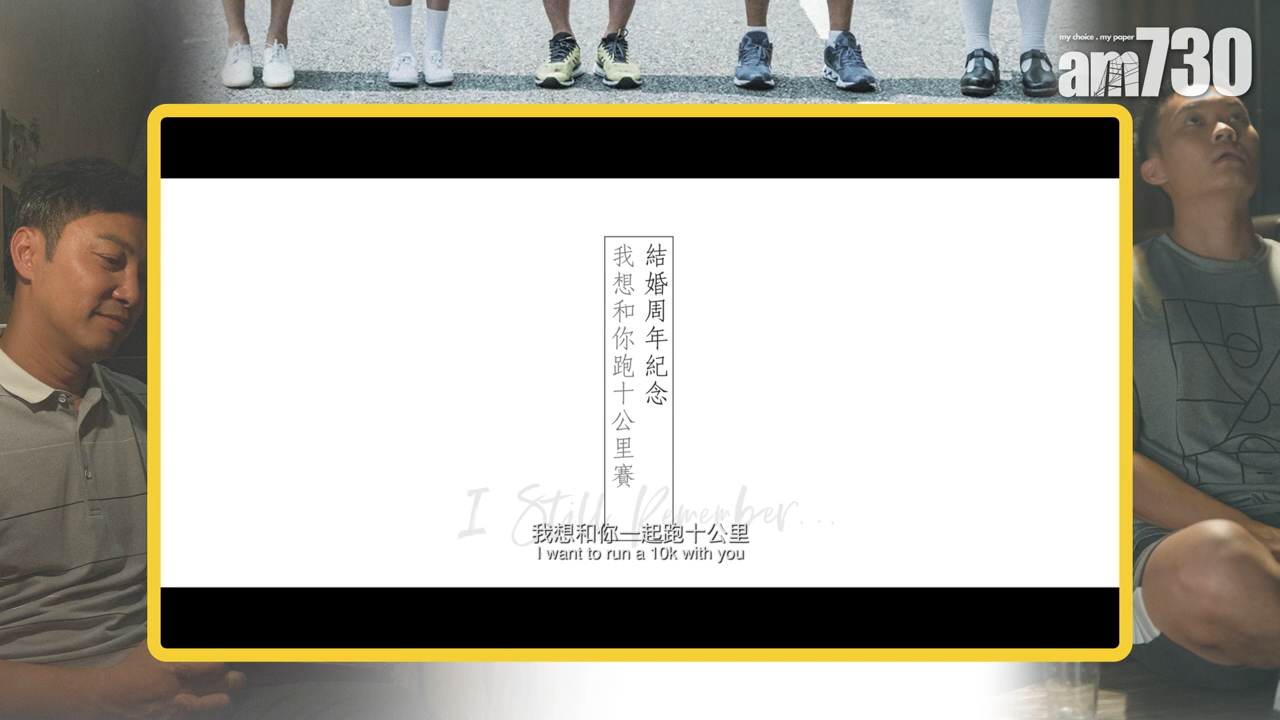 my choice . my paper
am730
結婚周年紀念
我想和你跑十公里賽
I Still Remember...
我想和你一起跑十公里
I want to run a 10k with you